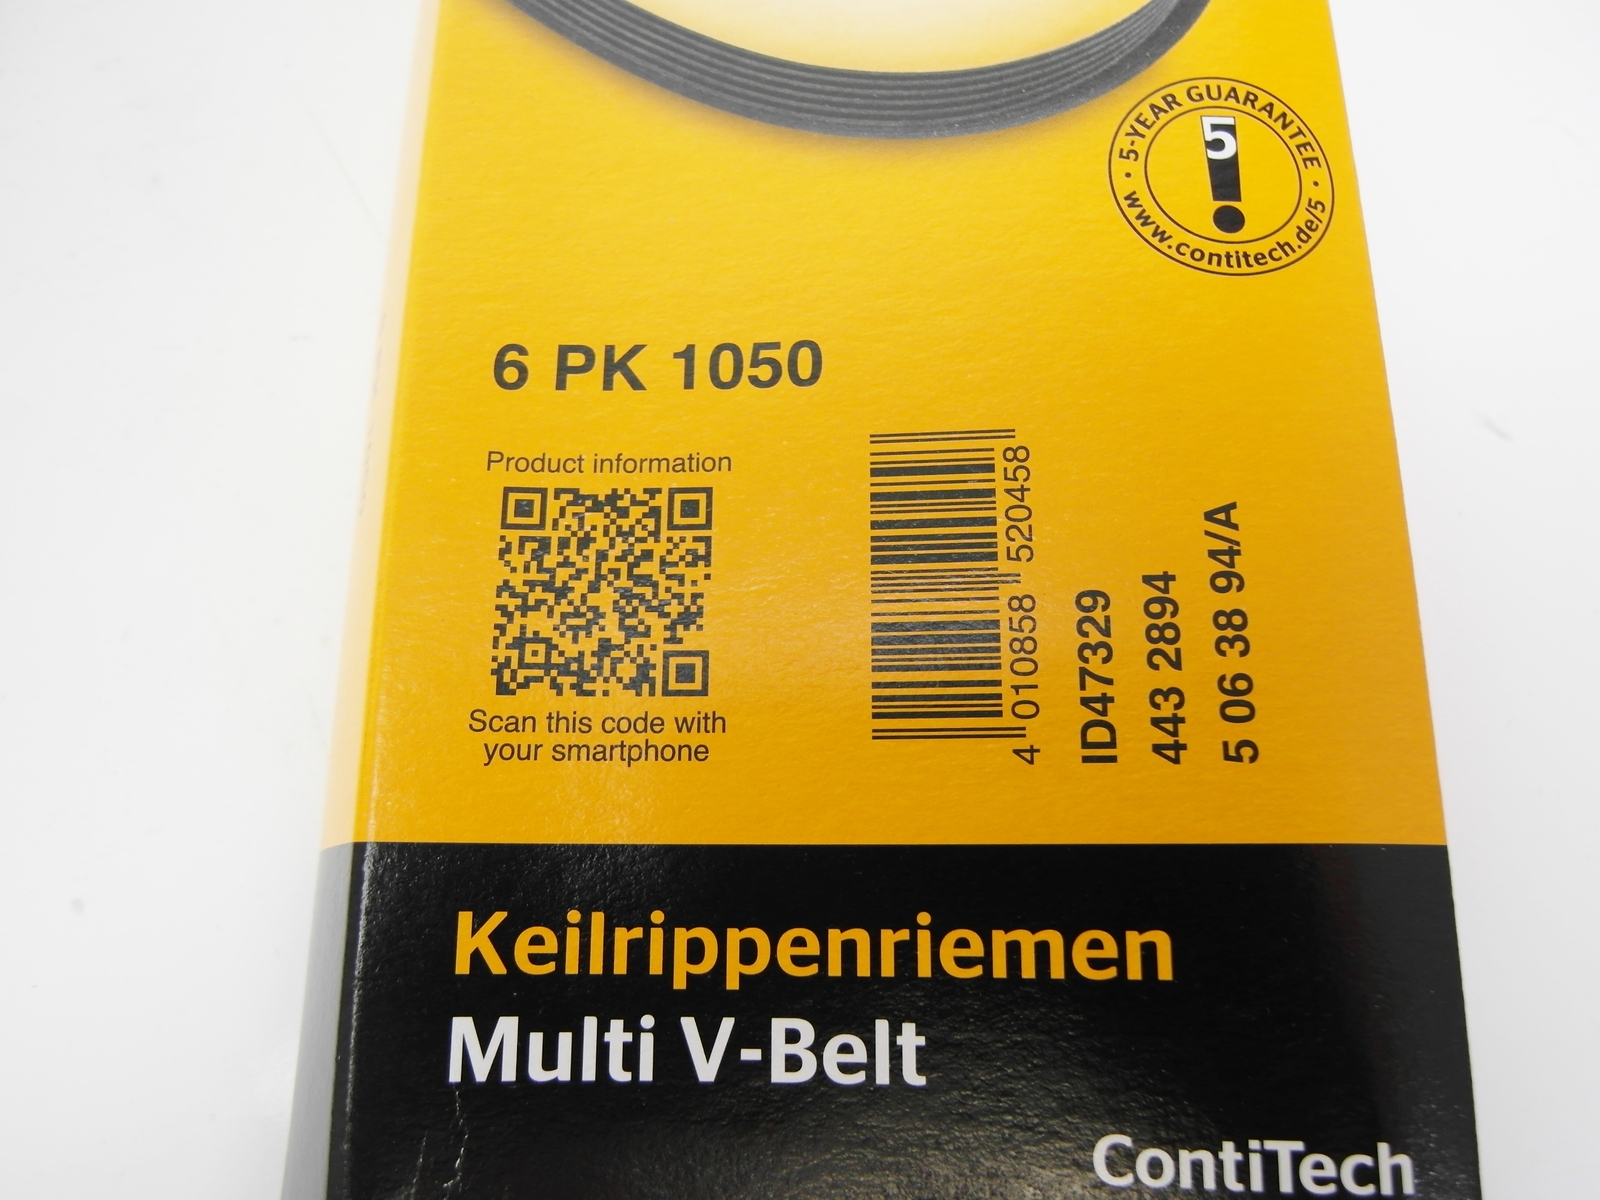 5-YEAR GUARANTEE
5
www.contitech.de/5
6 PK 1050
Product information
Scan this code with
your smartphone
4 010858 520458
ID47329
443 2894
5 06 38 94/A
Keilrippenriemen
Multi V-Belt
ContiTech